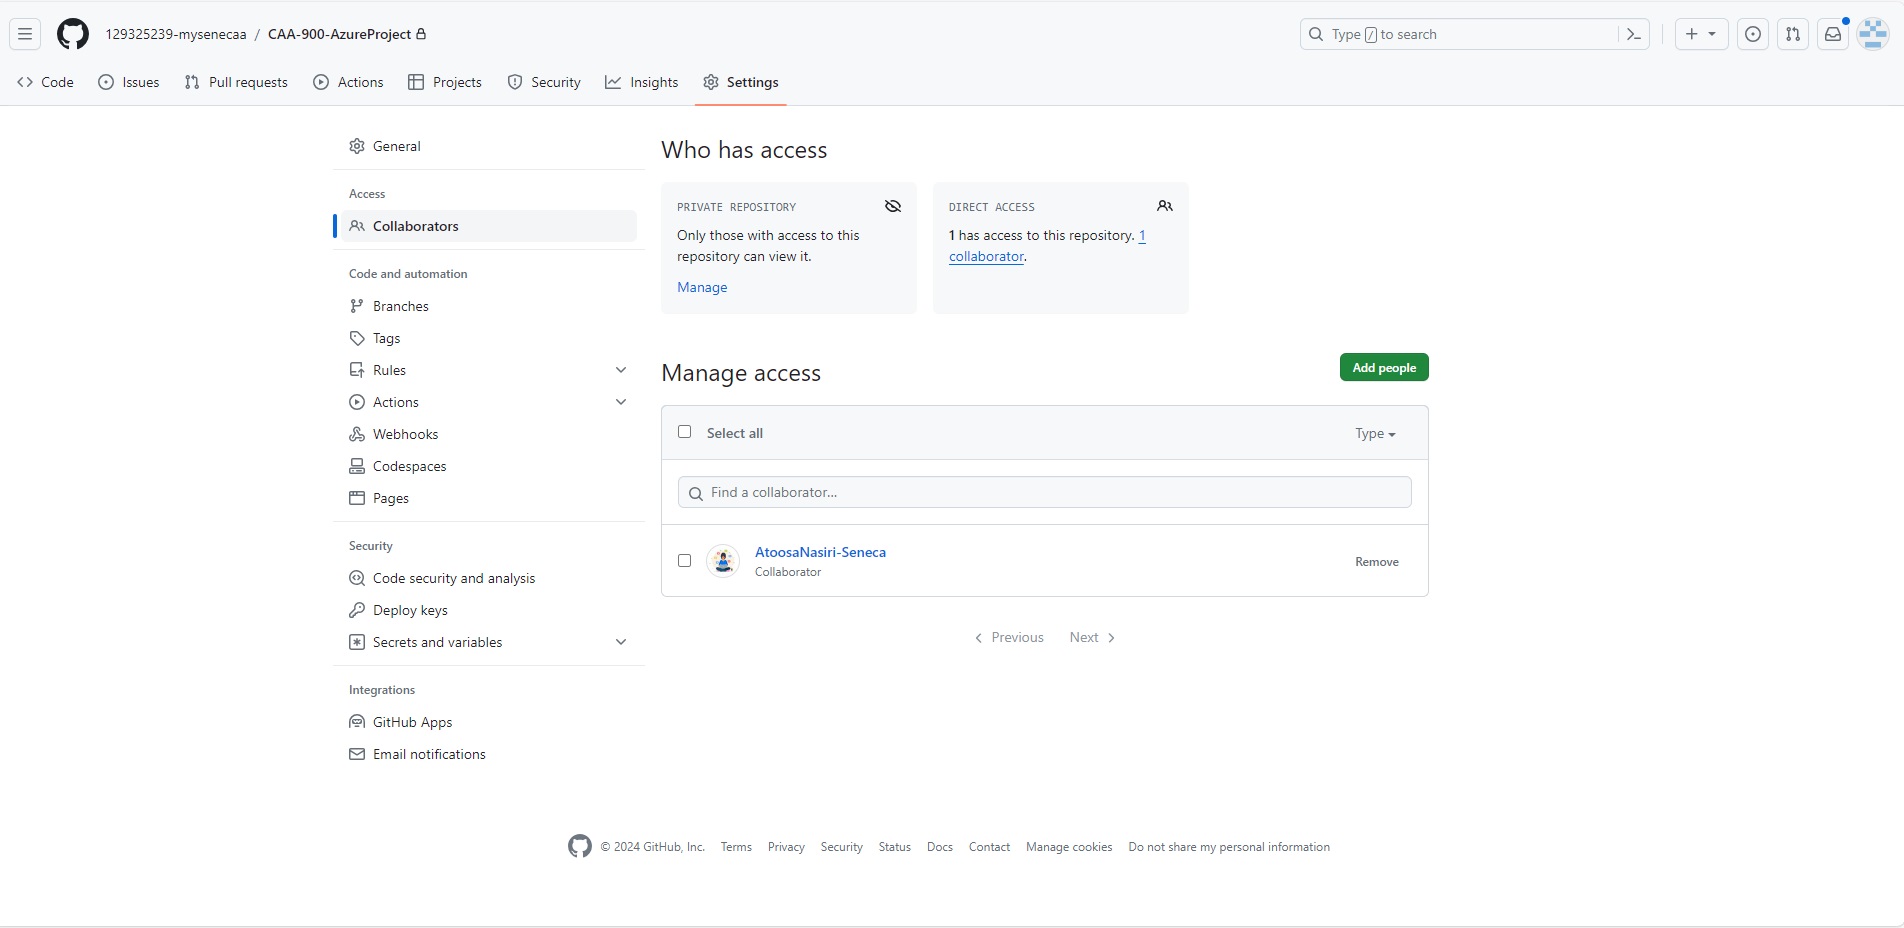 129325239-mysenecaa / CAA-900-AzureProject
Type / to search
Code
Issues
Pull requests
Actions
Projects
Security
Insights
Settings
General
Access
Collaborators
Code and automation
Branches
Tags
Rules
Actions
Webhooks
Codespaces
Pages
Security
Code security and analysis
Deploy keys
Secrets and variables
Integrations
GitHub Apps
Email notifications
Who has access
PRIVATE REPOSITORY
Only those with access to this
repository can view it.
Manage
DIRECT ACCESS
1 has access to this repository. 1
collaborator.
Manage access
Add people
Select all
Type
Find a collaborator...
AtoosaNasiri-Seneca
Collaborator
Remove
Previous
Next
© 2024 GitHub, Inc.
Terms
Privacy
Security
Status
Docs
Contact
Manage cookies
Do not share my personal information